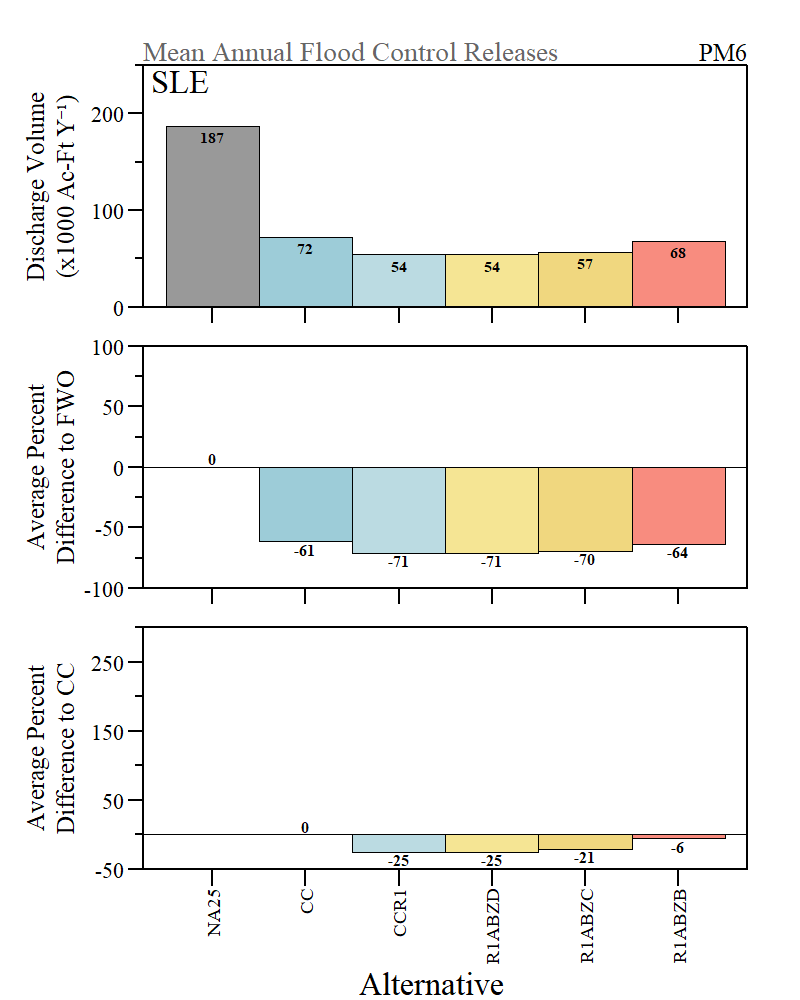 Mean Annual Flood Control Releases
PM6
SLE
Discharge Volume
(x1000 Ac-Ft Y⁻¹)
200
100
0
187
72
54
54
57
68
Average Percent
Difference to FWO
100
50
0
-50
-100
0
-61
-71
-71
-70
-64
Average Percent
Difference to CC
250
150
50
-50
0
-25
-25
-21
-6
NA25
CC
CCR1
R1ABZD
R1ABZC
R1ABZB
Alternative